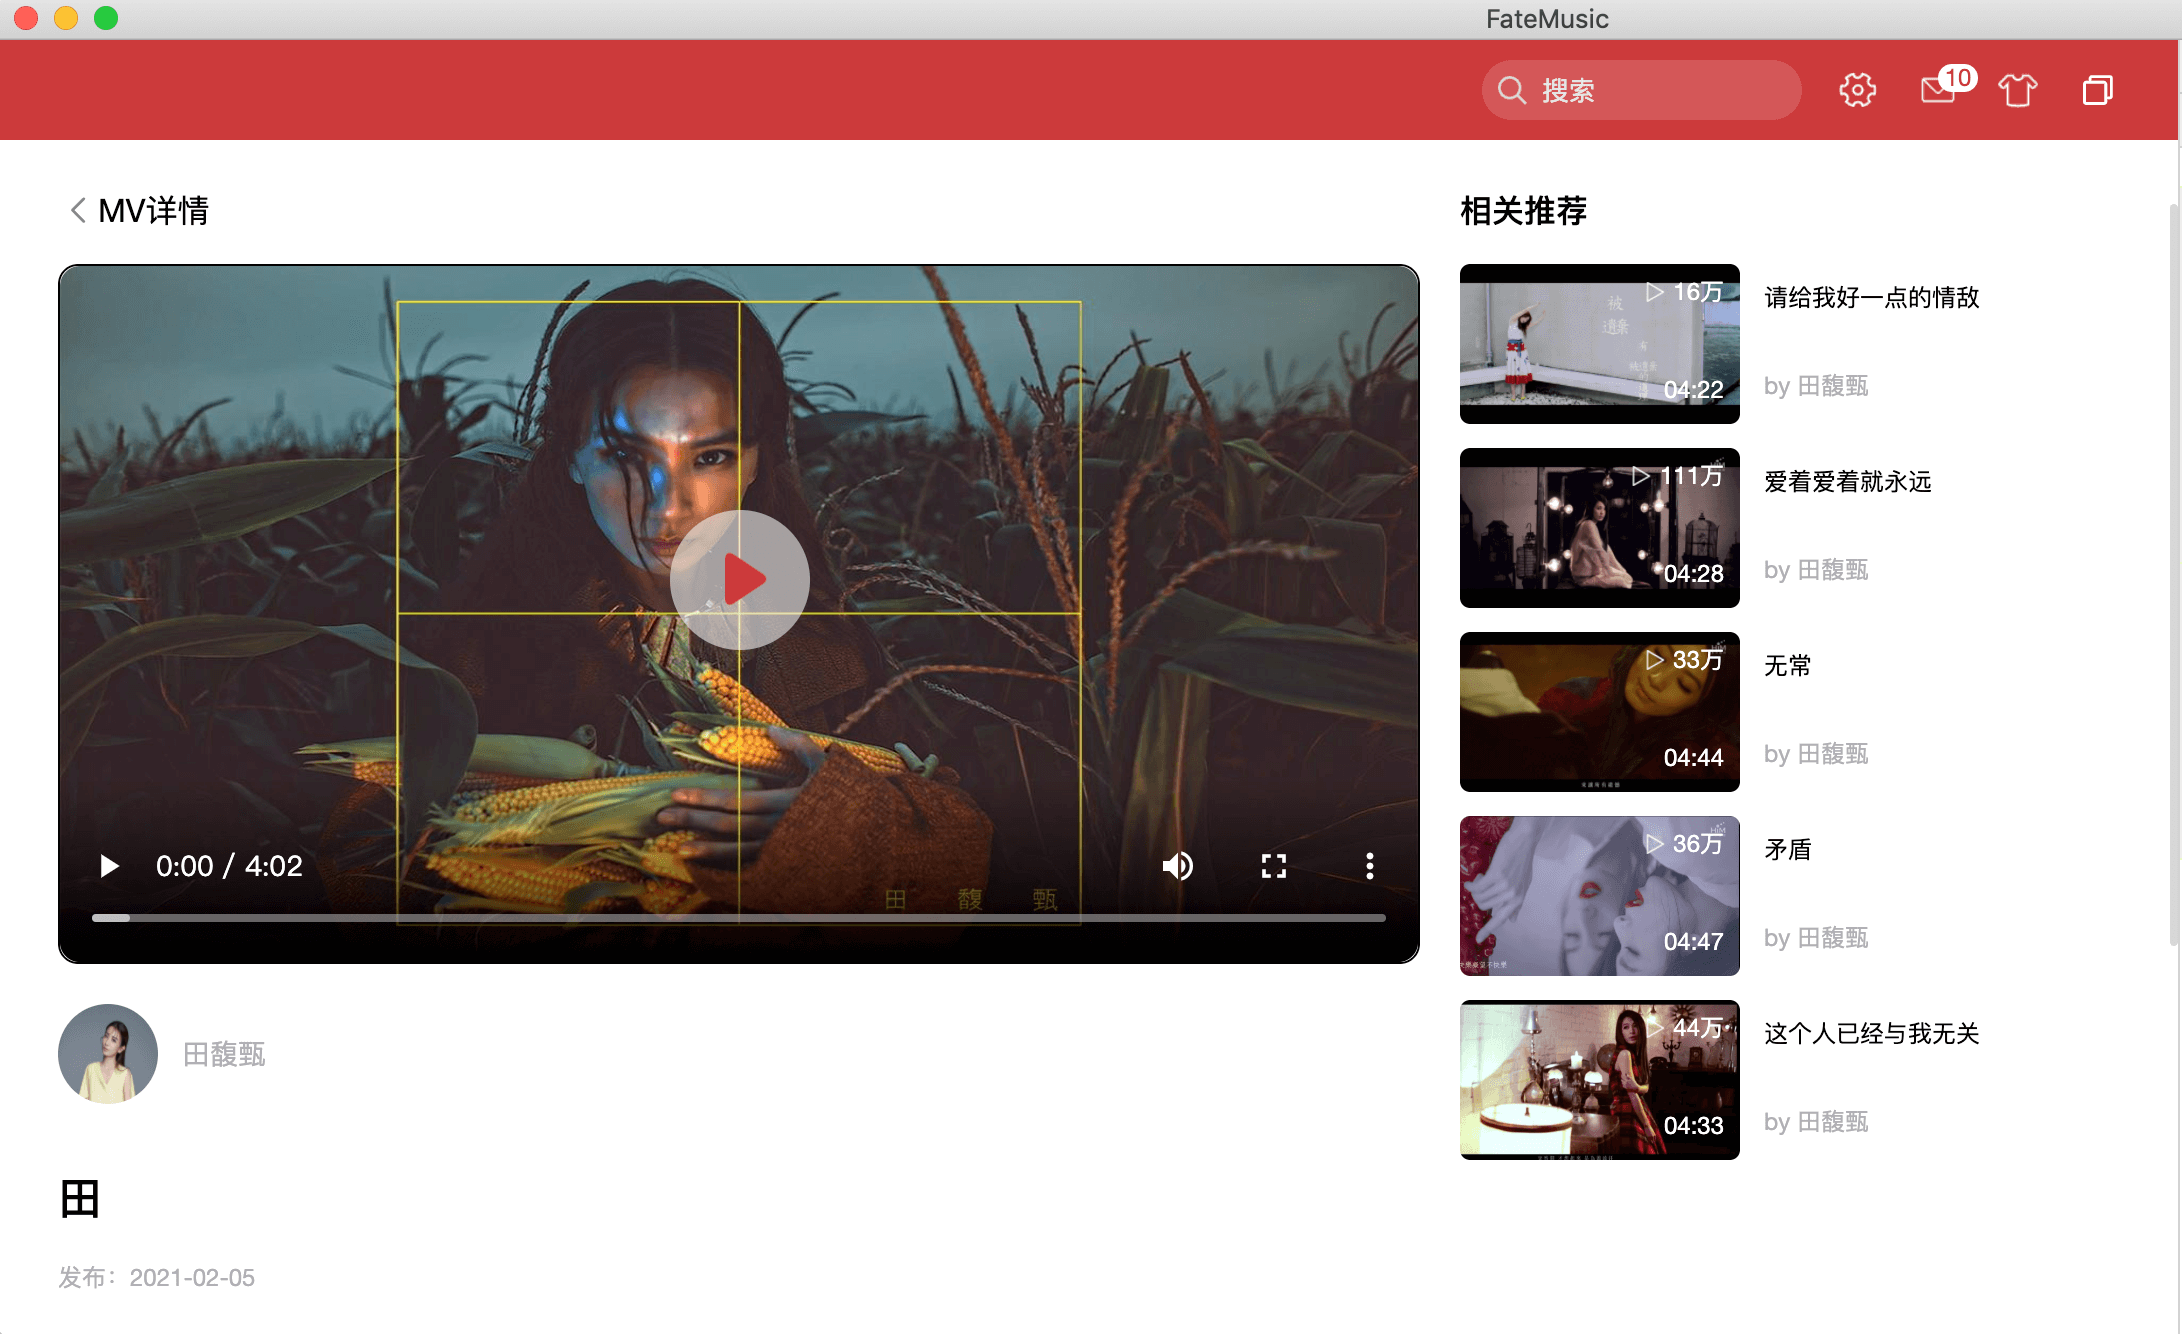 FateMusic
搜索
10
MV详情
田 馥 甄
0:00 / 4:02
田馥甄
田
发布：2021-02-05
相关推荐
16万
被
遺棄
有
04:22
请给我好一点的情敌
by 田馥甄
111万
04:28
爱着爱着就永远
by 田馥甄
33万
04:44
无常
by 田馥甄
36万
HIM
04:47
矛盾
by 田馥甄
44万
04:33
这个人已经与我无关
by 田馥甄